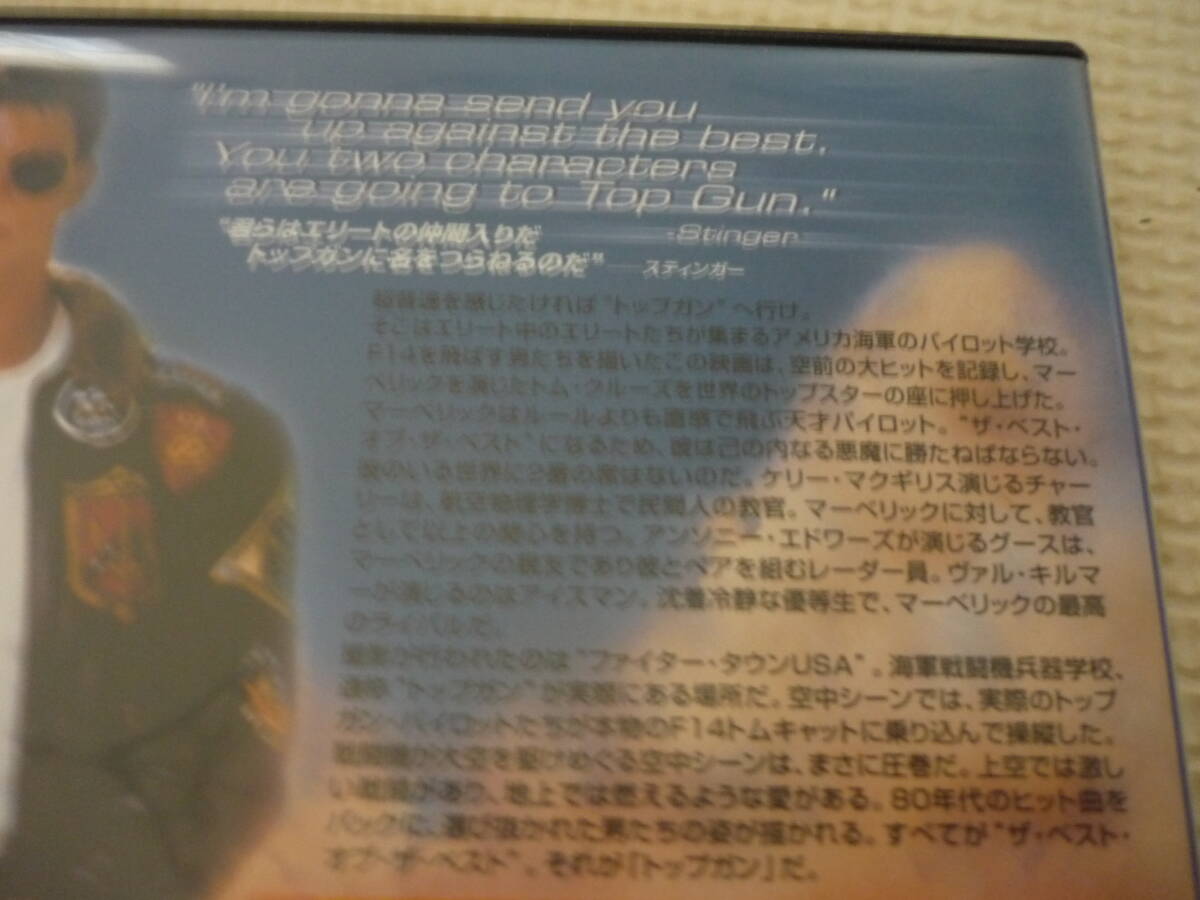 "I'm gonna send you
up against the best.
You two characters
are going to Top Gun."
-Stinger
"君らはエリートの仲間入りだ
トップガンに名をつらねるのだ" スティンガー
超音速を感じたければ"トップガン"へ行け。
そこはエリート中のエリートたちが集まるアメリカ海軍のパイロット学校。
F14を飛ばす男たちを描いたこの映画は、空前の大ヒットを記録し、マー
ベリックを演じたトム・クルーズを世界のトップスターの座に押し上げた。
マーベリックはルールよりも直感で飛ぶ天才パイロット。"ザ・ベスト・
オブ・ザ・ベスト"になるため、彼は己の内なる悪魔に勝たねばならない。
彼のいる世界に2番の席はないのだ。ケリー・マクギリス演じるチャー
リーは、航空物理学博士で民間人の教官。マーベリックに対して、教官
として以上の関心を持つ。アンソニー・エドワーズが演じるグースは、
マーベリックの親友であり彼とペアを組むレーダー員。ヴァル・キルマ
ーが演じるのはアイスマン。沈着冷静な優等生で、マーベリックの最高
のライバルだ。
撮影が行われたのは"ファイター・タウンUSA"。海軍戦闘機兵器学校、
通称"トップガン"が実際にある場所だ。空中シーンでは、実際のトップ
ガン・パイロットたちが本物のF14トムキャットに乗り込んで操縦した。
戦闘機が大空を駆けめぐる空中シーンは、まさに圧巻だ。上空では激し
い戦闘があり、地上では燃えるような愛がある。80年代のヒット曲を
バックに、選び抜かれた男たちの姿が描かれる。すべてが"ザ・ベスト・
オブ・ザ・ベスト"。それが「トップガン」だ。